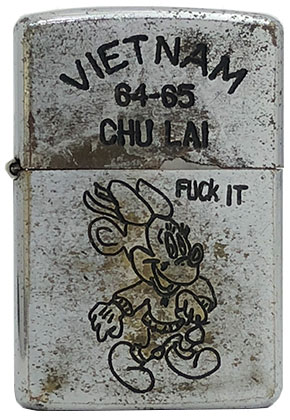 VIETNAM
64-65
CHU LAI
FUCK IT